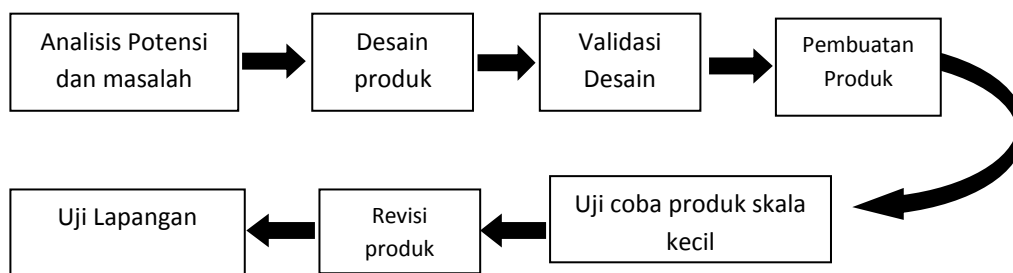 Analisis Potensi
dan masalah
Desain
produk
Validasi
Desain
Pembuatan
Produk
Uji coba produk skala
kecil
Revisi
produk
Uji Lapangan